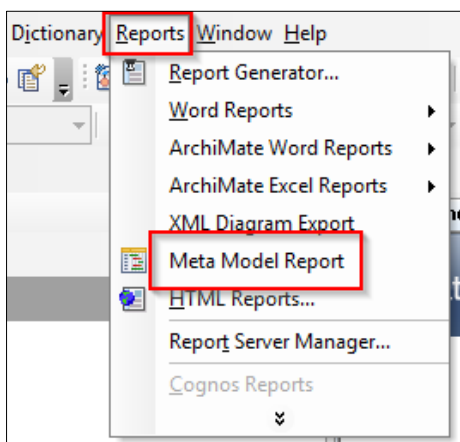 Dictionary Reports Window Help
Report Generator...
Word Reports
ArchiMate Word Reports
ArchiMate Excel Reports
XML Diagram Export
Meta Model Report
HTML Reports...
Report Server Manager...
Cognos Reports